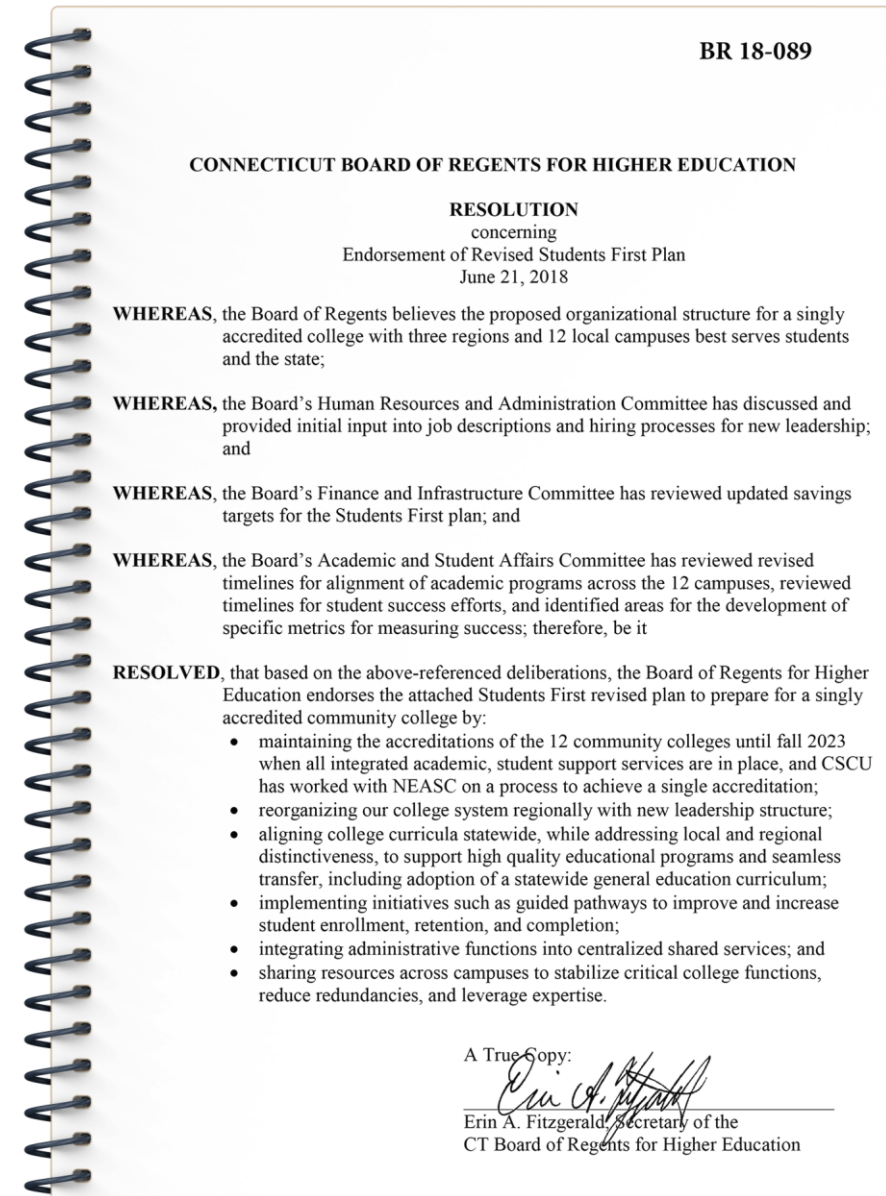 BR 18-089
CONNECTICUT BOARD OF REGENTS FOR HIGHER EDUCATION
RESOLUTION
concerning
Endorsement of Revised Students First Plan
June 21, 2018
WHEREAS, the Board of Regents believes the proposed organizational structure for a singly
accredited college with three regions and 12 local campuses best serves students
and the state;
WHEREAS, the Board’s Human Resources and Administration Committee has discussed and
provided initial input into job descriptions and hiring processes for new leadership;
and
WHEREAS, the Board’s Finance and Infrastructure Committee has reviewed updated savings
targets for the Students First plan; and
WHEREAS, the Board’s Academic and Student Affairs Committee has reviewed revised
timelines for alignment of academic programs across the 12 campuses, reviewed
timelines for student success efforts, and identified areas for the development of
specific metrics for measuring success; therefore, be it
RESOLVED, that based on the above-referenced deliberations, the Board of Regents for Higher
Education endorses the attached Students First revised plan to prepare for a singly
accredited community college by:
• maintaining the accreditations of the 12 community colleges until fall 2023
when all integrated academic, student support services are in place, and CSCU
has worked with NEASC on a process to achieve a single accreditation;
• reorganizing our college system regionally with new leadership structure;
• aligning college curricula statewide, while addressing local and regional
distinctiveness, to support high quality educational programs and seamless
transfer, including adoption of a statewide general education curriculum;
• implementing initiatives such as guided pathways to improve and increase
student enrollment, retention, and completion;
• integrating administrative functions into centralized shared services; and
• sharing resources across campuses to stabilize critical college functions,
reduce redundancies, and leverage expertise.
A True Copy:
Erin A. Fitzgerald
Erin A. Fitzgerald, Secretary of the
CT Board of Regents for Higher Education